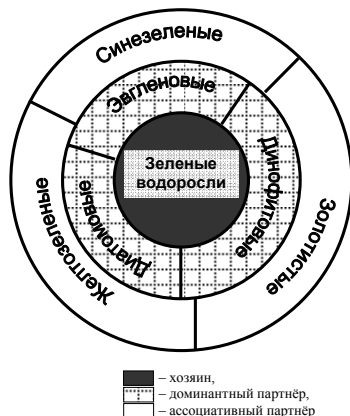 Синезеленые
Эвгленовые
Зеленые
водоросли
Динофитовые
Диатомовые
Золотистые
Желтозеленые
– хозяин,
– доминантный партнёр,
– ассоциативный партнёр